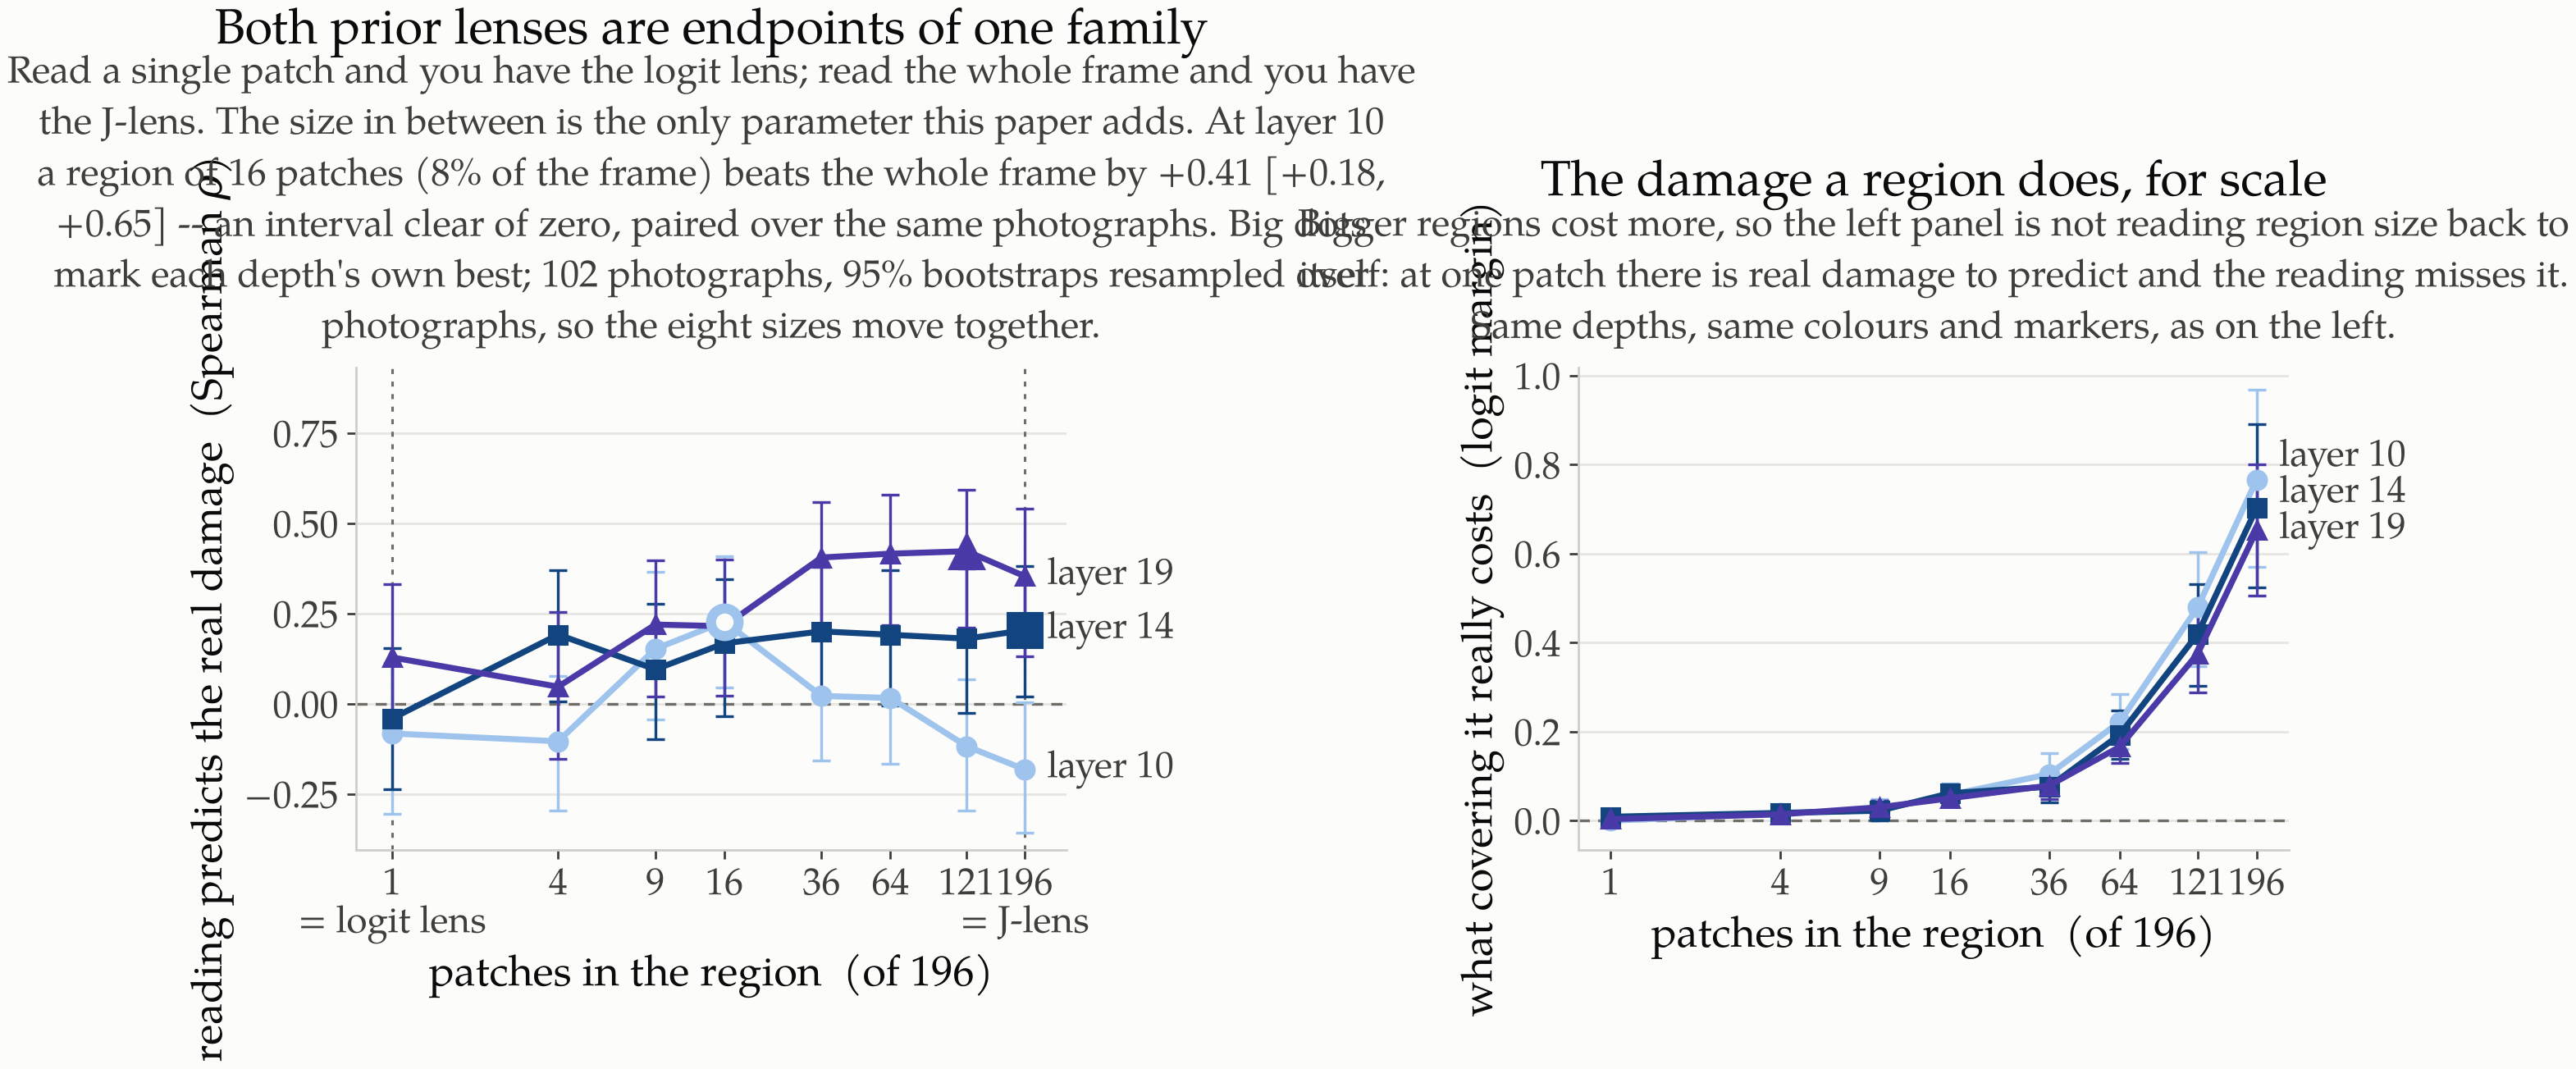 Both prior lenses are endpoints of one family
Read a single patch and you have the logit lens; read the whole frame and you have
the J-lens. The size in between is the only parameter this paper adds. At layer 10
a region of 16 patches (8% of the frame) beats the whole frame by +0.41 [+0.18,
+0.65] -- an interval clear of zero, paired over the same photographs. Big dots
mark each depth's own best; 102 photographs, 95% bootstraps resampled over
photographs, so the eight sizes move together.
reading predicts the real damage (Spearman ρ)
0.75
0.50
0.25
0.00
−0.25
layer 19
layer 14
layer 10
1 4 9 16 36 64 121 196
= logit lens = J-lens
patches in the region (of 196)
The damage a region does, for scale
Bigger regions cost more, so the left panel is not reading region size back to
itself: at one patch there is real damage to predict and the reading misses it.
Same depths, same colours and markers, as on the left.
what covering it really costs (logit margin)
1.0
0.8
0.6
0.4
0.2
0.0
layer 10
layer 14
layer 19
1 4 9 16 36 64 121 196
patches in the region (of 196)